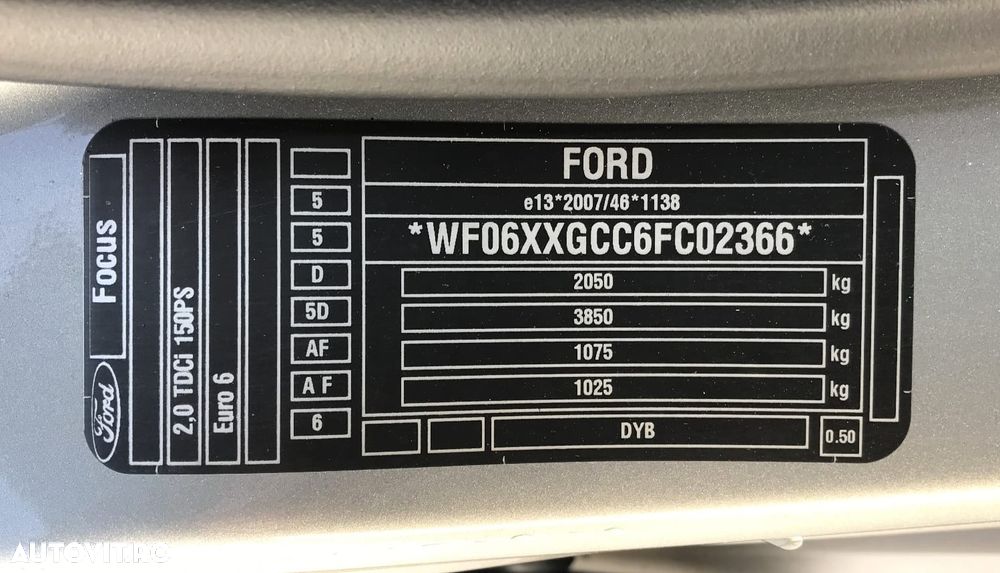 Focus
Ford
2,0 TDCi 150PS
Euro 6
5
5
D
5D
AF
A F
6
FORD
e13*2007/46*1138
*WF06XXGCC6FC02366*
2050 kg
3850 kg
1075 kg
1025 kg
DYB
0.50
AUTOVIT.RO